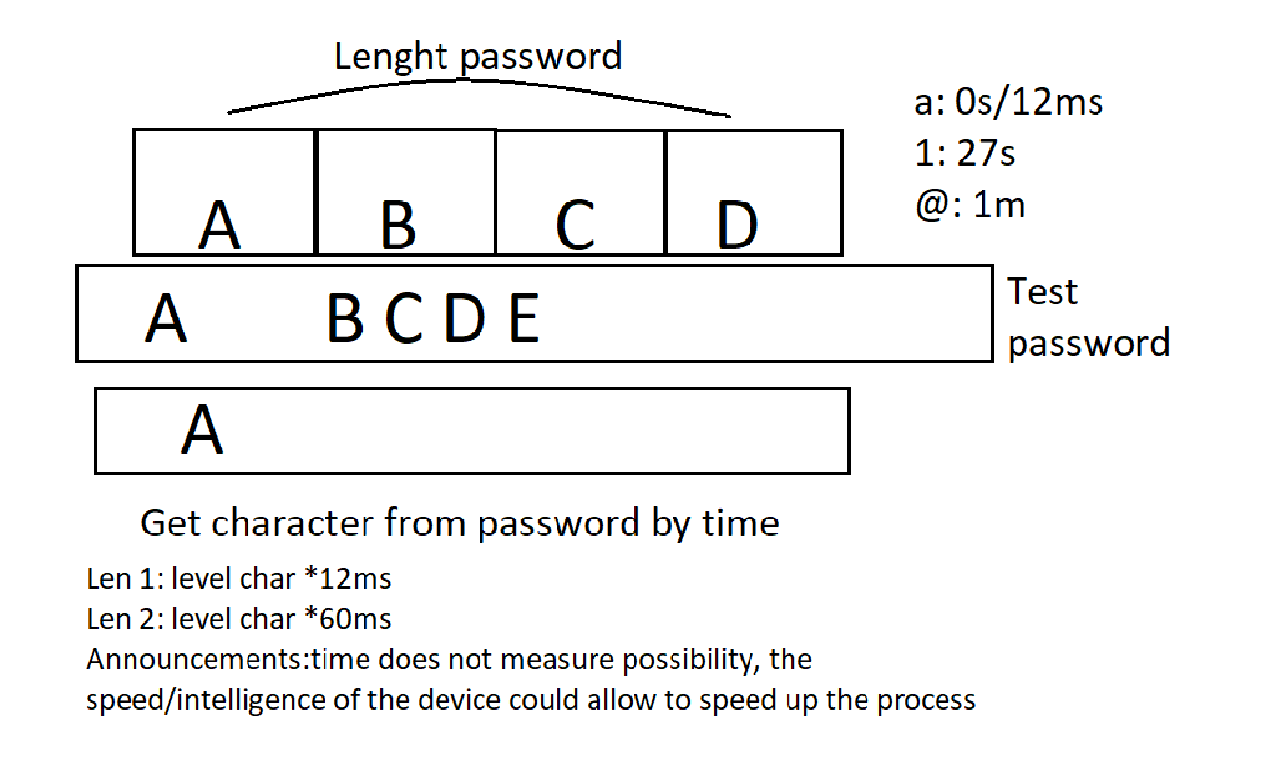 Lenght password
a: 0s/12ms
1: 27s
@: 1m
A B C D
A B C D E
Test
password
A
Get character from password by time
Len 1: level char *12ms
Len 2: level char *60ms
Announcements:time does not measure possibility, the
speed/intelligence of the device could allow to speed up the process